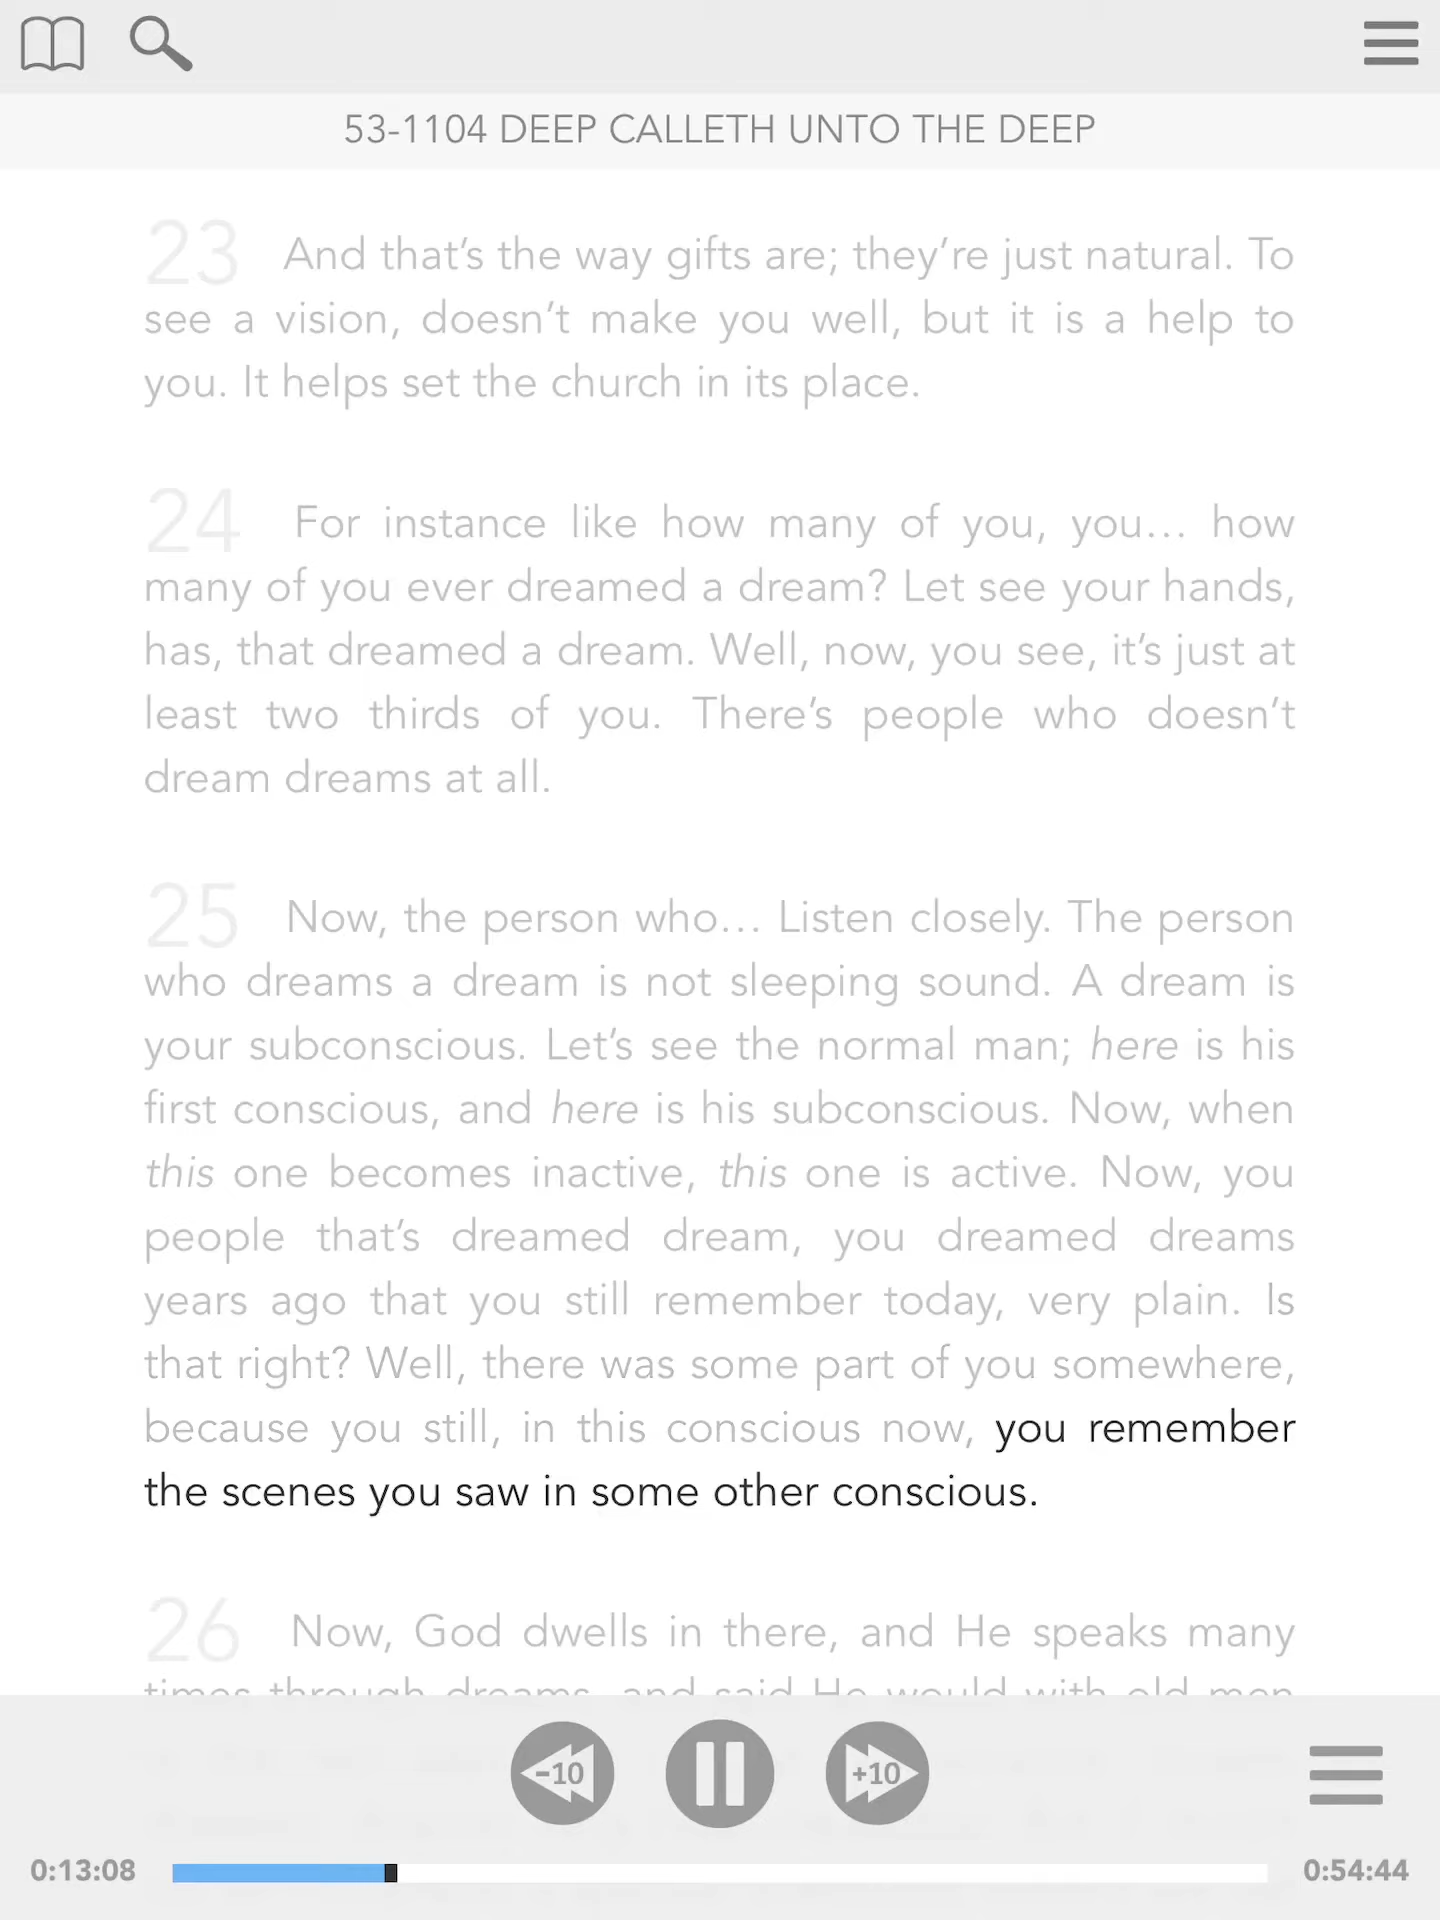 53-1104 DEEP CALLETH UNTO THE DEEP
23 And that’s the way gifts are; they’re just natural. To
see a vision, doesn’t make you well, but it is a help to
you. It helps set the church in its place.
24 For instance like how many of you, you… how
many of you ever dreamed a dream? Let see your hands,
has, that dreamed a dream. Well, now, you see, it’s just at
least two thirds of you. There’s people who doesn’t
dream dreams at all.
25 Now, the person who… Listen closely. The person
who dreams a dream is not sleeping sound. A dream is
your subconscious. Let’s see the normal man; here is his
first conscious, and here is his subconscious. Now, when
this one becomes inactive, this one is active. Now, you
people that’s dreamed dream, you dreamed dreams
years ago that you still remember today, very plain. Is
that right? Well, there was some part of you somewhere,
because you still, in this conscious now, you remember
the scenes you saw in some other conscious.
26 Now, God dwells in there, and He speaks many
times through dreams, and said He would with old men
-10 +10
0:13:08 0:54:44